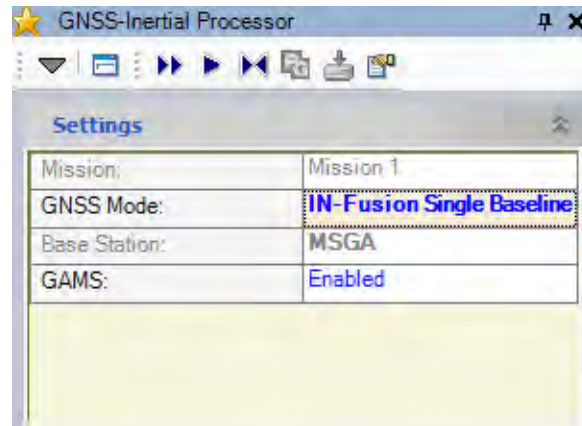 GNSS-Inertial Processor
Settings
Mission: Mission 1
GNSS Mode: IN-Fusion Single Baseline
Base Station: MSGA
GAMS: Enabled